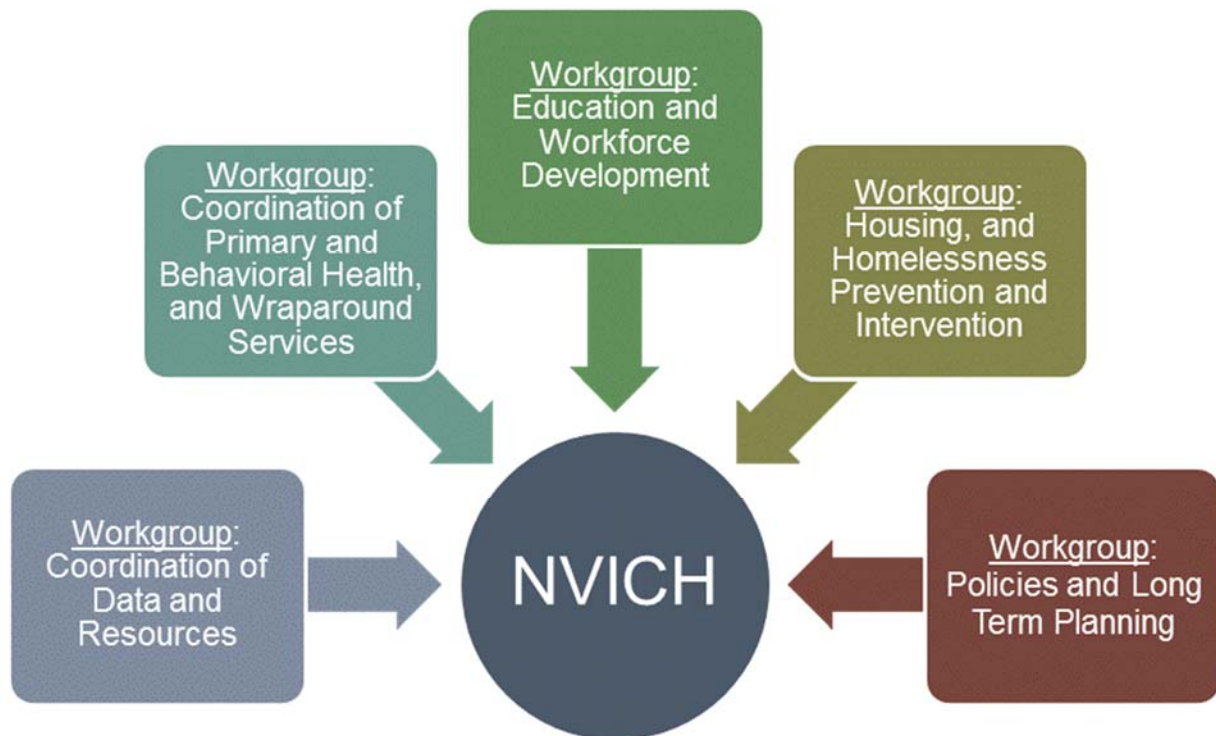 Workgroup:
Education and
Workforce
Development
Workgroup:
Coordination of
Primary and
Behavioral Health,
and Wraparound
Services
Workgroup:
Housing, and
Homelessness
Prevention and
Intervention
Workgroup:
Coordination of
Data and
Resources
NVICH
Workgroup:
Policies and Long
Term Planning